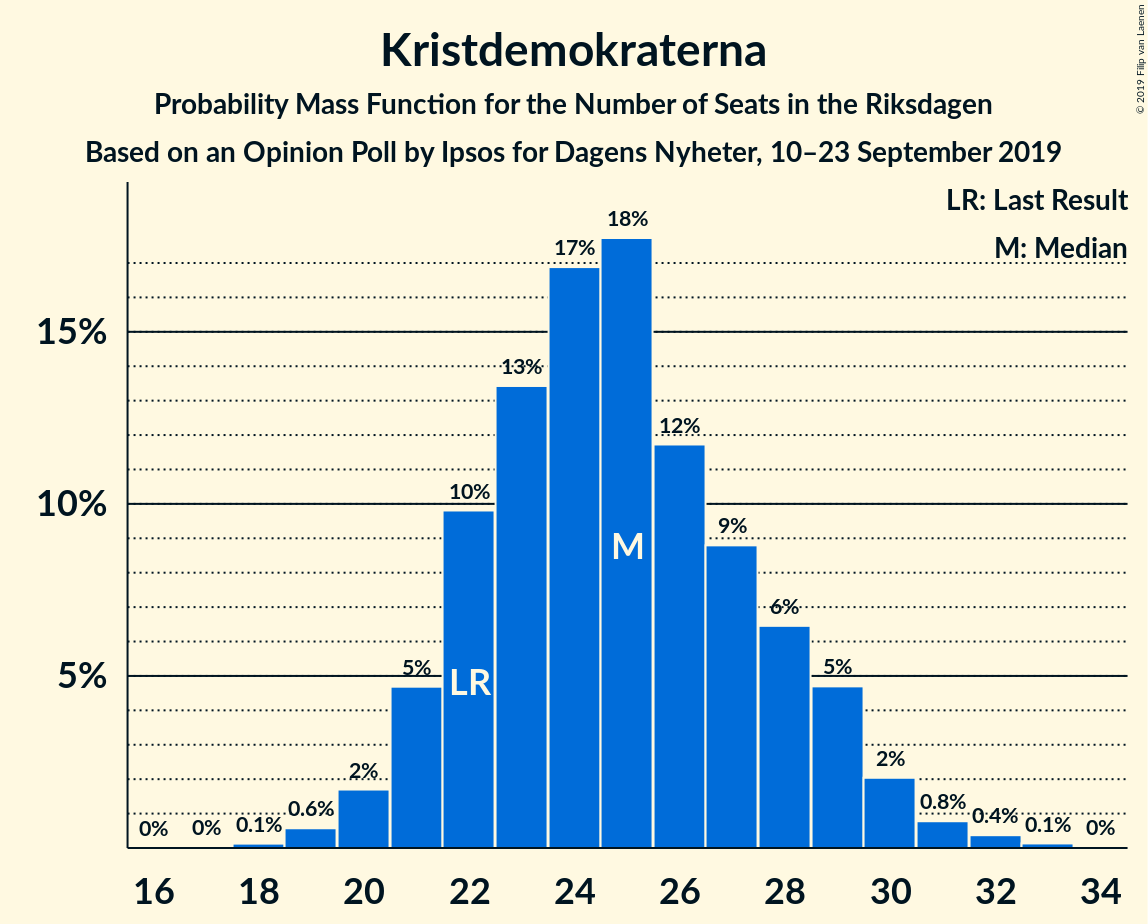 © 2019 Filip van Laenen
Kristdemokraterna
Probability Mass Function for the Number of Seats in the Riksdagen
Based on an Opinion Poll by Ipsos for Dagens Nyheter, 10–23 September 2019
LR: Last Result
M: Median
15%
10%
5%
0%
0%
0.1%
0.6%
2%
5%
10%
13%
17%
18%
12%
9%
6%
5%
2%
0.8%
0.4%
0.1%
0%
LR
M
16 18 20 22 24 26 28 30 32 34